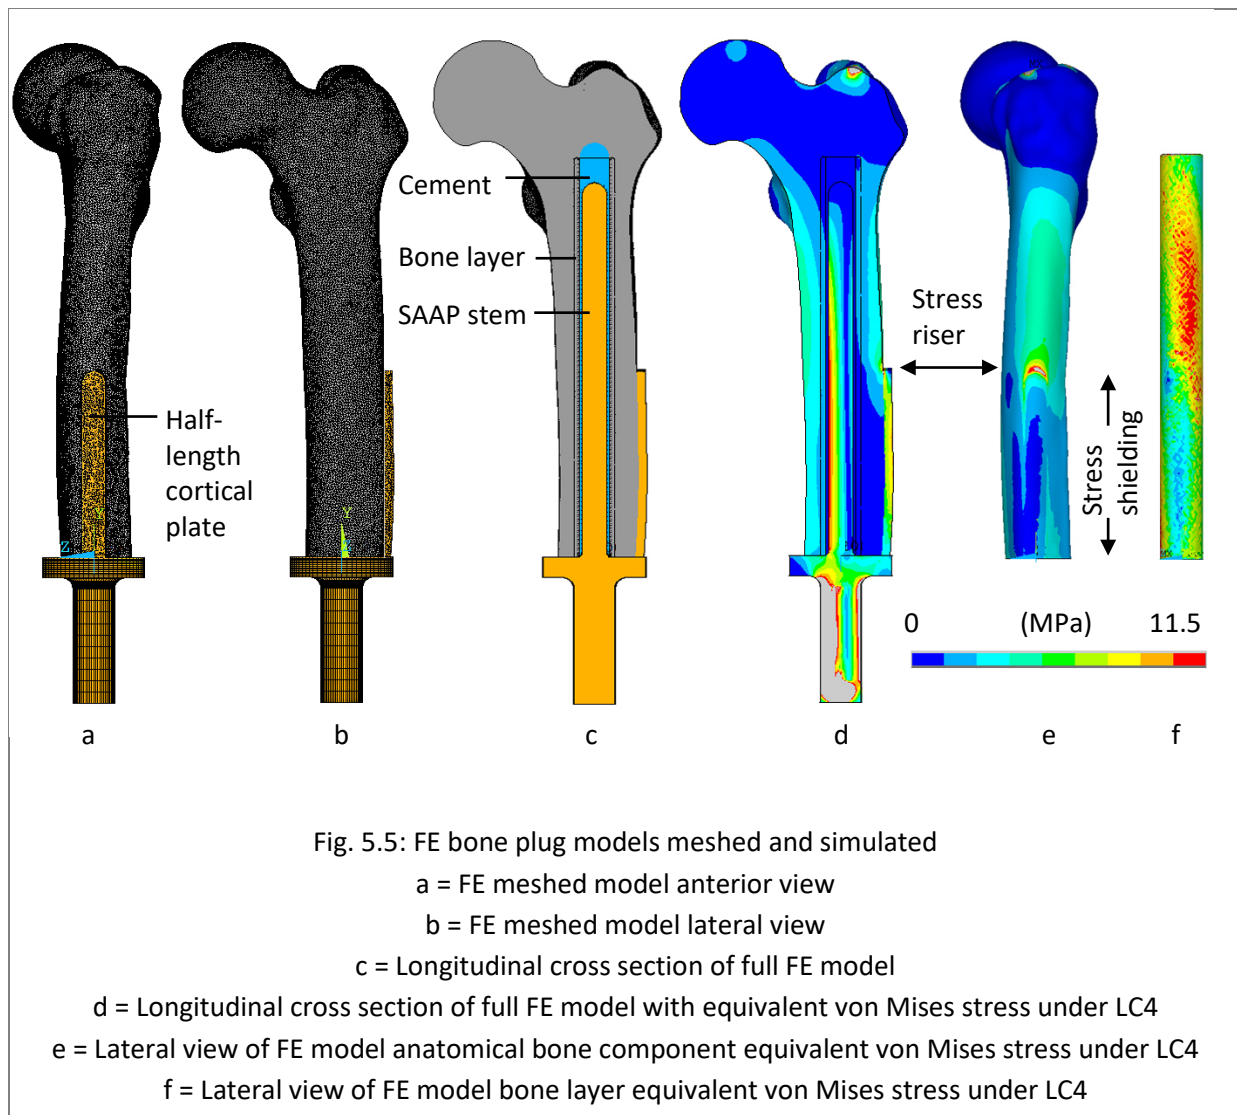 Cement
Bone layer
SAAP stem
Half-
length
cortical
plate
Stress
riser
Stress
shielding
Y
Z
Y
MX
0 (MPa) 11.5
a b c d e f
Fig. 5.5: FE bone plug models meshed and simulated
a = FE meshed model anterior view
b = FE meshed model lateral view
c = Longitudinal cross section of full FE model
d = Longitudinal cross section of full FE model with equivalent von Mises stress under LC4
e = Lateral view of FE model anatomical bone component equivalent von Mises stress under LC4
f = Lateral view of FE model bone layer equivalent von Mises stress under LC4